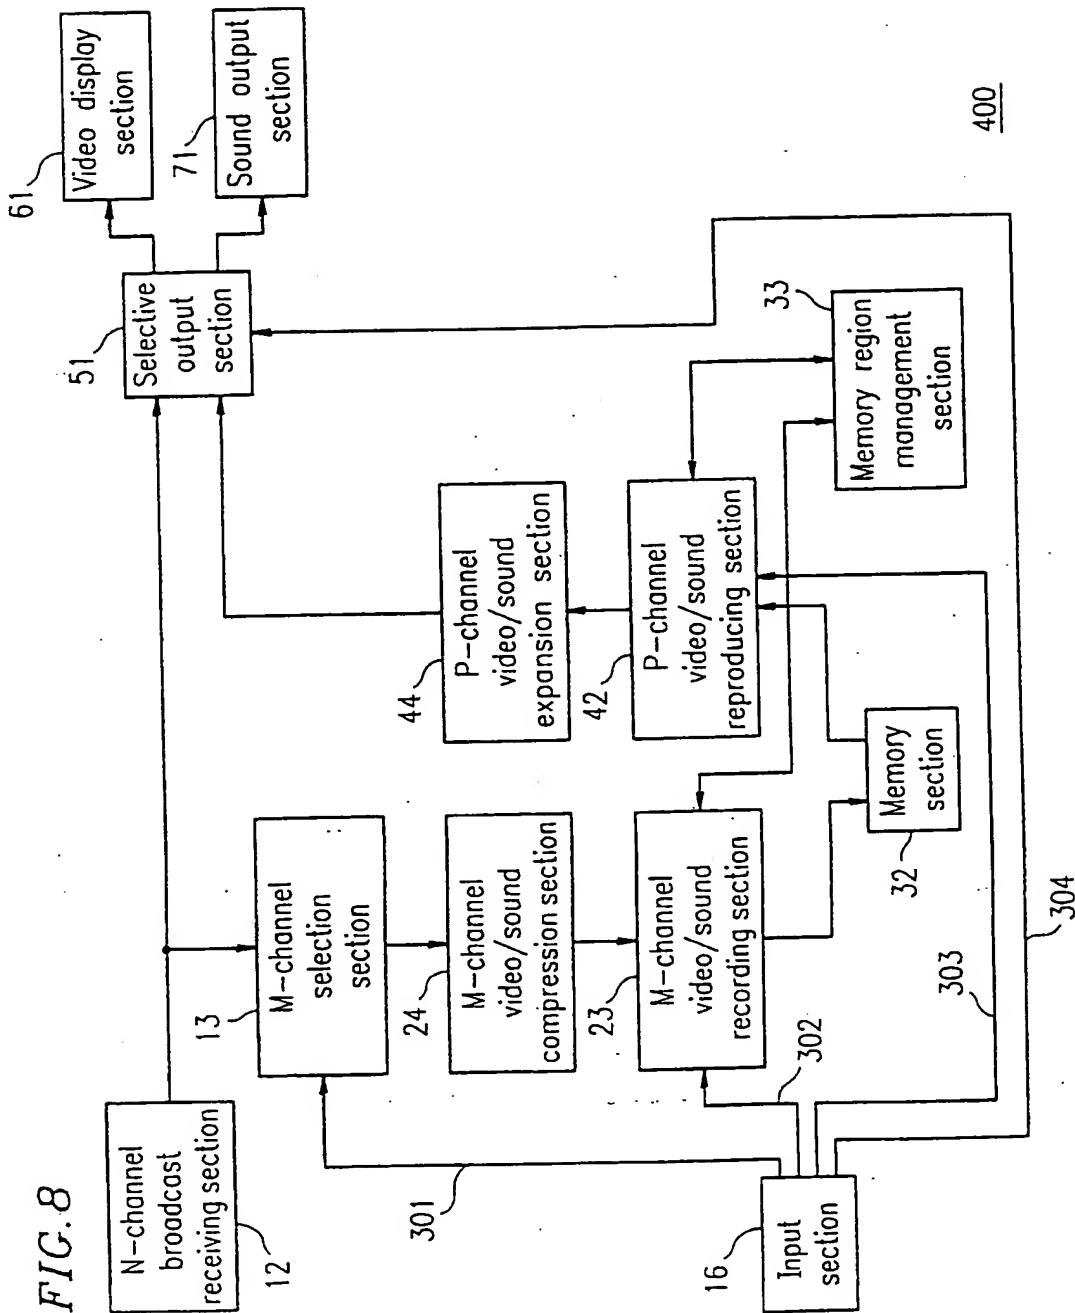 FIG. 8
N-channel
broadcast
receiving section
12
M-channel
selection
section
13
M-channel
video/sound
compression section
24
M-channel
video/sound
recording section
23
Input
section
16
301
302
303
304
Memory
section
32
P-channel
video/sound
expansion section
44
P-channel
video/sound
reproducing section
42
Memory region
management
section
33
Selective
output
section
51
Video display
section
61
Sound output
section
71
400